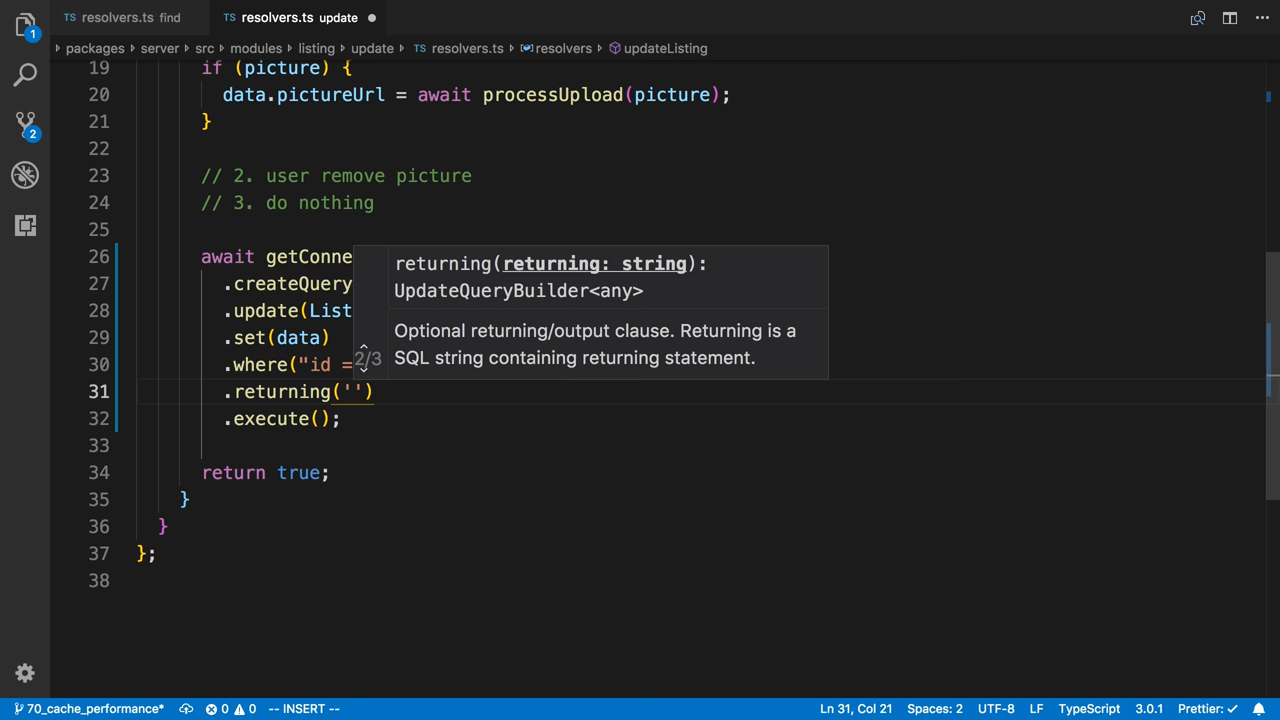 TS resolvers.ts find
TS resolvers.ts update
1
packages server src modules listing update TS resolvers.ts resolvers updateListing
19 if (picture) {
20 data.pictureUrl = await processUpload(picture);
21 }
22
23 // 2. user remove picture
24 // 3. do nothing
25
26 await getConne
27 .createQuery
28 .update(List
29 .set(data)
30 .where("id =
31 .returning('')
32 .execute();
33
34 return true;
35 }
36 }
37 };
38
2
returning(returning: string):
UpdateQueryBuilder<any>
2/3
Optional returning/output clause. Returning is a
SQL string containing returning statement.
70_cache_performance* 0 0 -- INSERT -- Ln 31, Col 21 Spaces: 2 UTF-8 LF TypeScript 3.0.1 Prettier: ✓